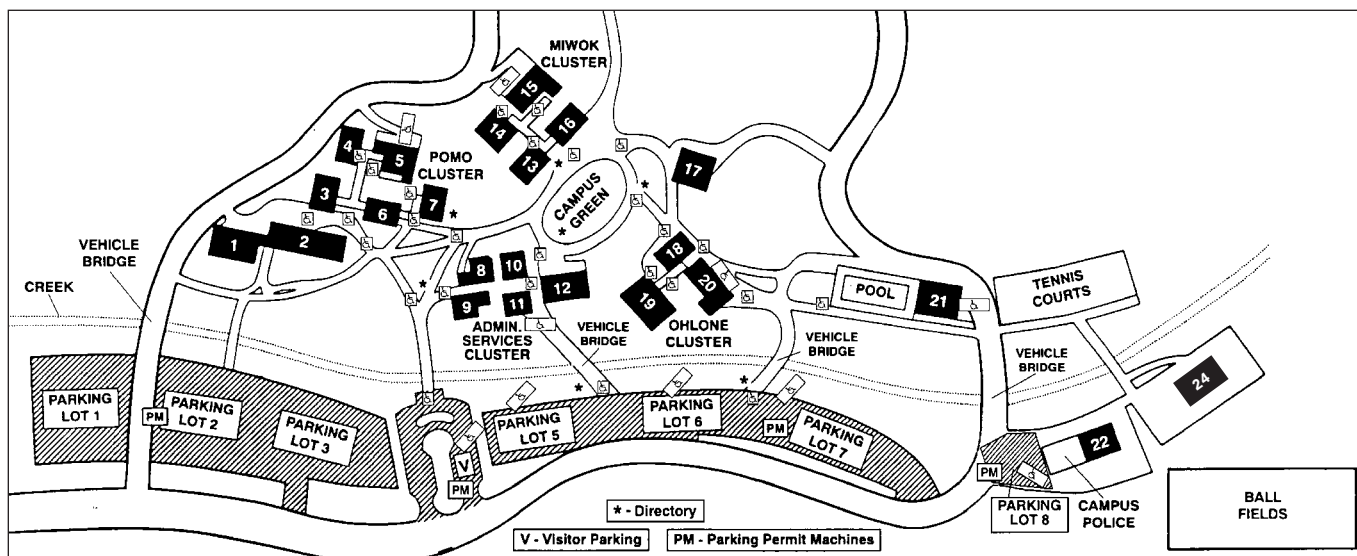 MIWOK
CLUSTER
15
14
16
13
4
5
POMO
CLUSTER
17
3
6
7
*
*
*
CAMPUS
GREEN
*
1
2
VEHICLE
BRIDGE
8
10
9
11
12
18
19
20
*
POOL
21
TENNIS
COURTS
CREEK
ADMIN.
SERVICES
CLUSTER
VEHICLE
BRIDGE
OHLONE
CLUSTER
VEHICLE
BRIDGE
VEHICLE
BRIDGE
24
*
*
PARKING
LOT 1
PM
PARKING
LOT 2
PARKING
LOT 3
V
PM
PARKING
LOT 5
PARKING
LOT 6
PM
PARKING
LOT 7
PM
22
PARKING
LOT 8
CAMPUS
POLICE
BALL
FIELDS
* - Directory
V - Visitor Parking
PM - Parking Permit Machines